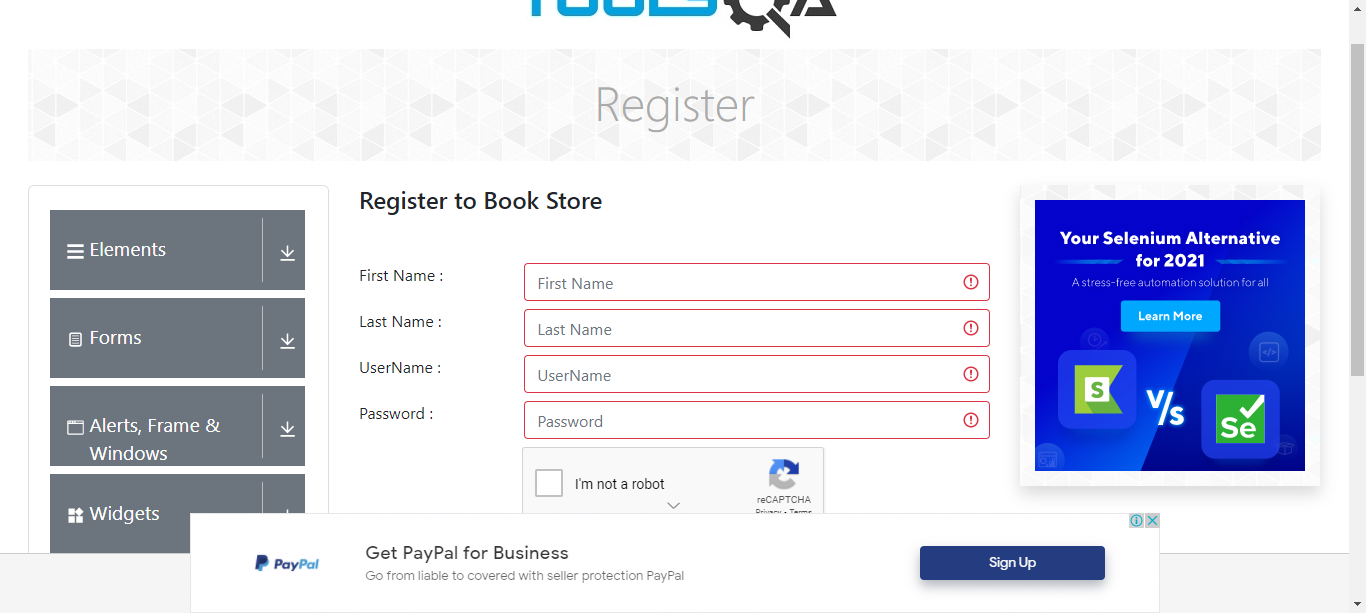 TOOLSQA
Register
Elements
Forms
Alerts, Frame &
Windows
Widgets
Register to Book Store
First Name :
First Name
Last Name :
Last Name
UserName :
UserName
Password :
Password
I'm not a robot
reCAPTCHA
Privacy - Terms
Your Selenium Alternative
for 2021
A stress-free automation solution for all
Learn More
S
V/s
Se
PayPal
Get PayPal for Business
Go from liable to covered with seller protection PayPal
Sign Up